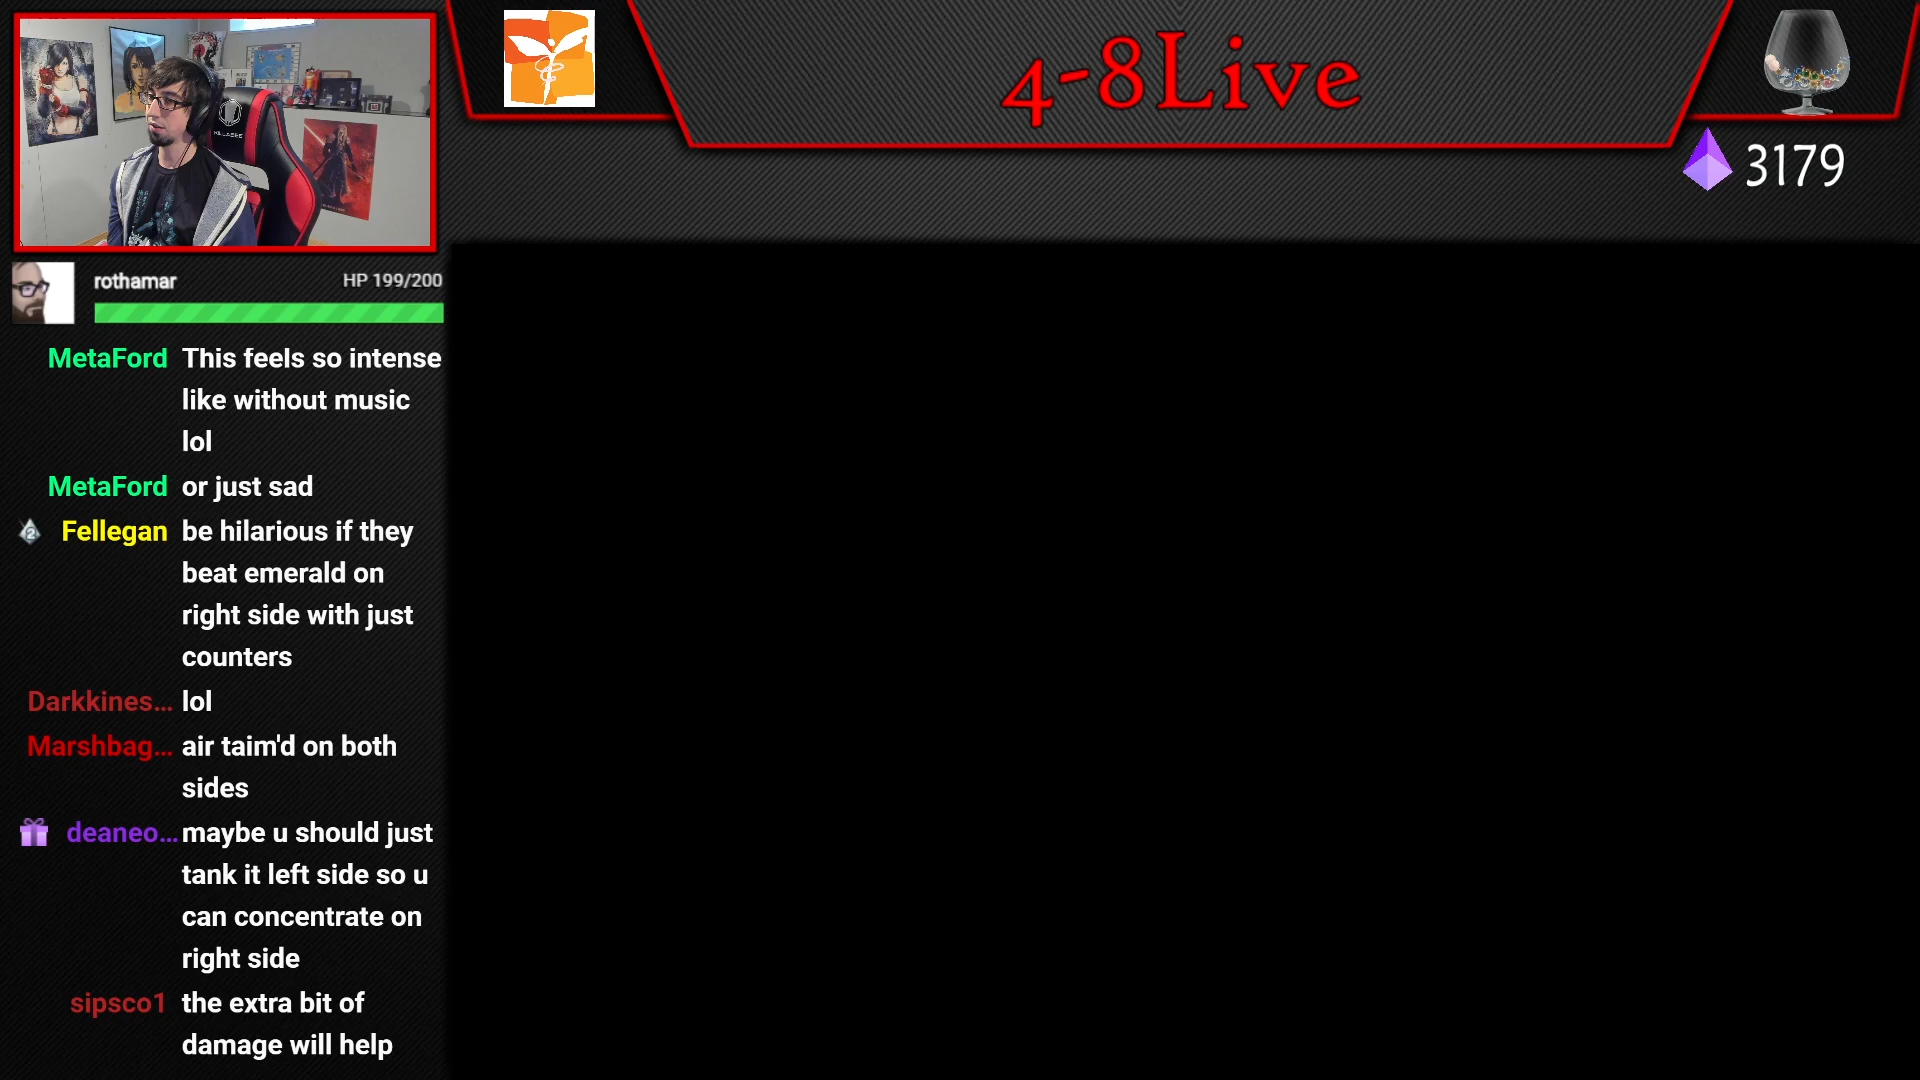 4-8Live
3179
rothamar HP 199/200
MetaFord This feels so intense
like without music
lol
MetaFord or just sad
2 Fellegan be hilarious if they
beat emerald on
right side with just
counters
Darkkines... lol
Marshbag... air taim'd on both
sides
deaneo... maybe u should just
tank it left side so u
can concentrate on
right side
sipsco1 the extra bit of
damage will help